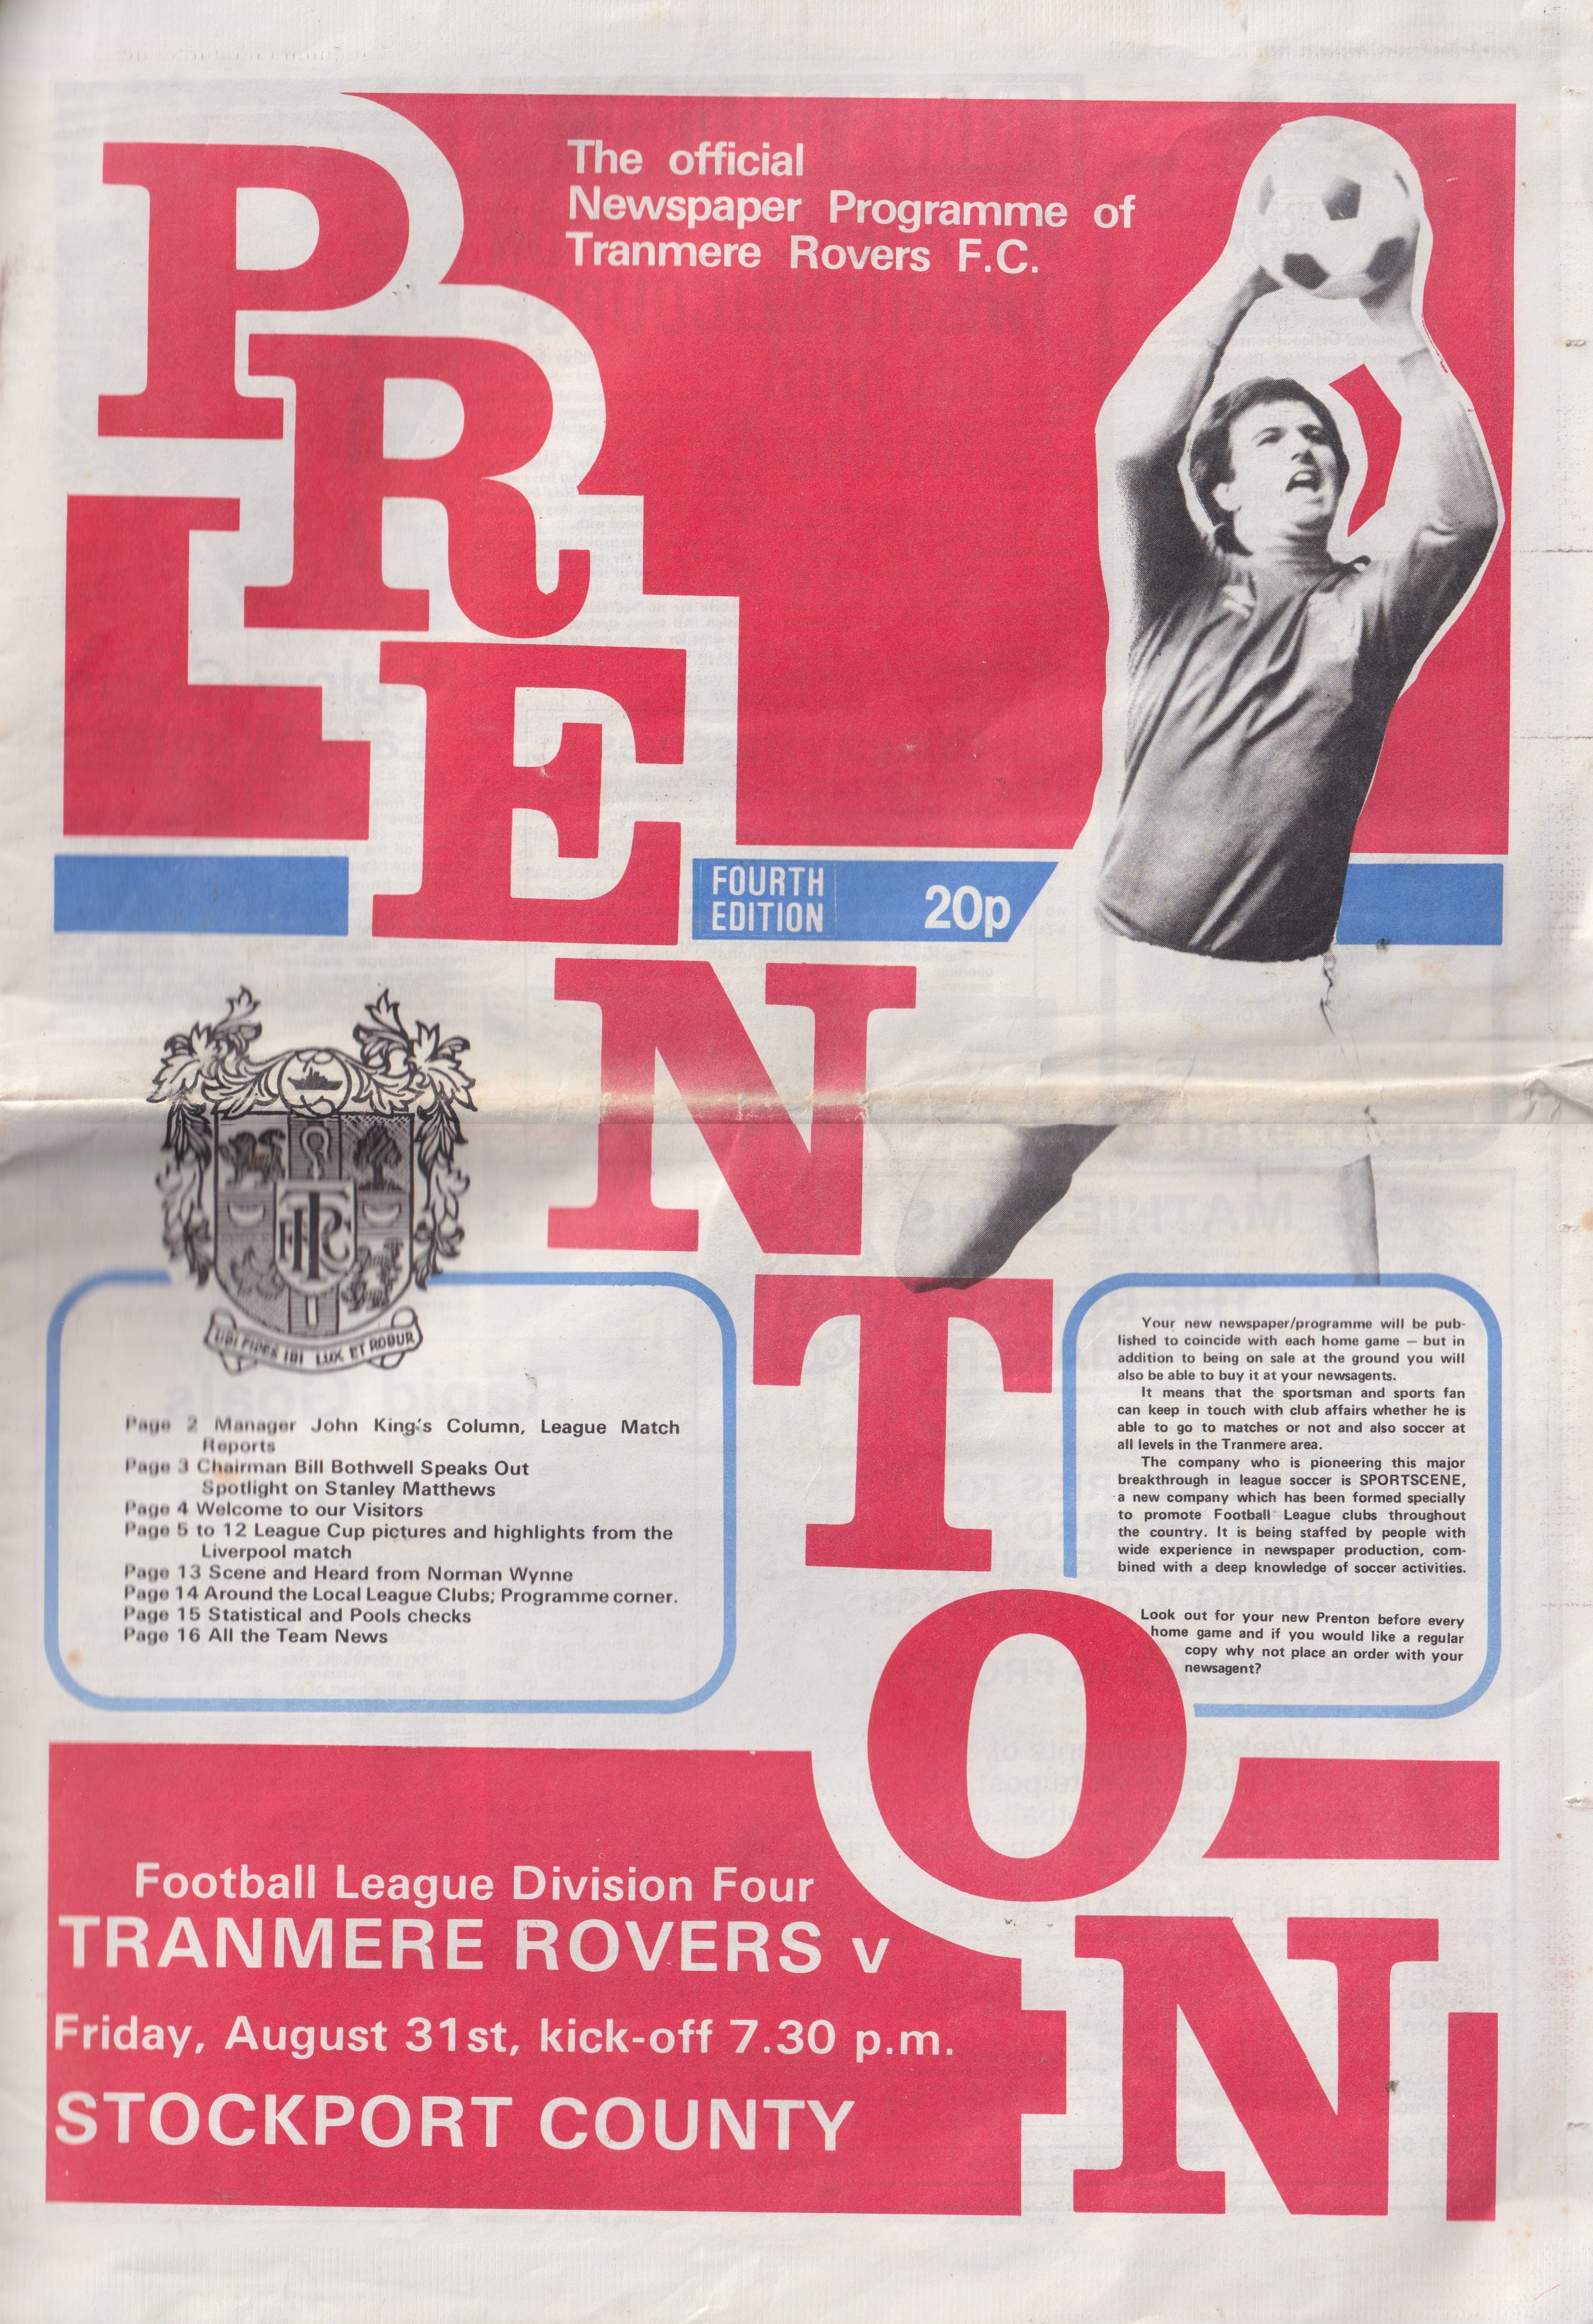 The official
Newspaper Programme of
Tranmere Rovers F.C.
PRENTON
FOURTH
EDITION
20p
TRFC
UBI FIDES IBI LUX ET ROBUR
Page 2 Manager John King's Column, League Match
Reports
Page 3 Chairman Bill Bothwell Speaks Out
Spotlight on Stanley Matthews
Page 4 Welcome to our Visitors
Page 5 to 12 League Cup pictures and highlights from the
Liverpool match
Page 13 Scene and Heard from Norman Wynne
Page 14 Around the Local League Clubs; Programme corner.
Page 15 Statistical and Pools checks
Page 16 All the Team News
Your new newspaper/programme will be pub-
lished to coincide with each home game — but in
addition to being on sale at the ground you will
also be able to buy it at your newsagents.
It means that the sportsman and sports fan
can keep in touch with club affairs whether he is
able to go to matches or not and also soccer at
all levels in the Tranmere area.
The company who is pioneering this major
breakthrough in league soccer is SPORTSCENE,
a new company which has been formed specially
to promote Football League clubs throughout
the country. It is being staffed by people with
wide experience in newspaper production, com-
bined with a deep knowledge of soccer activities.
Look out for your new Prenton before every
home game and if you would like a regular
copy why not place an order with your
newsagent?
Football League Division Four
TRANMERE ROVERS v
Friday, August 31st, kick-off 7.30 p.m.
STOCKPORT COUNTY